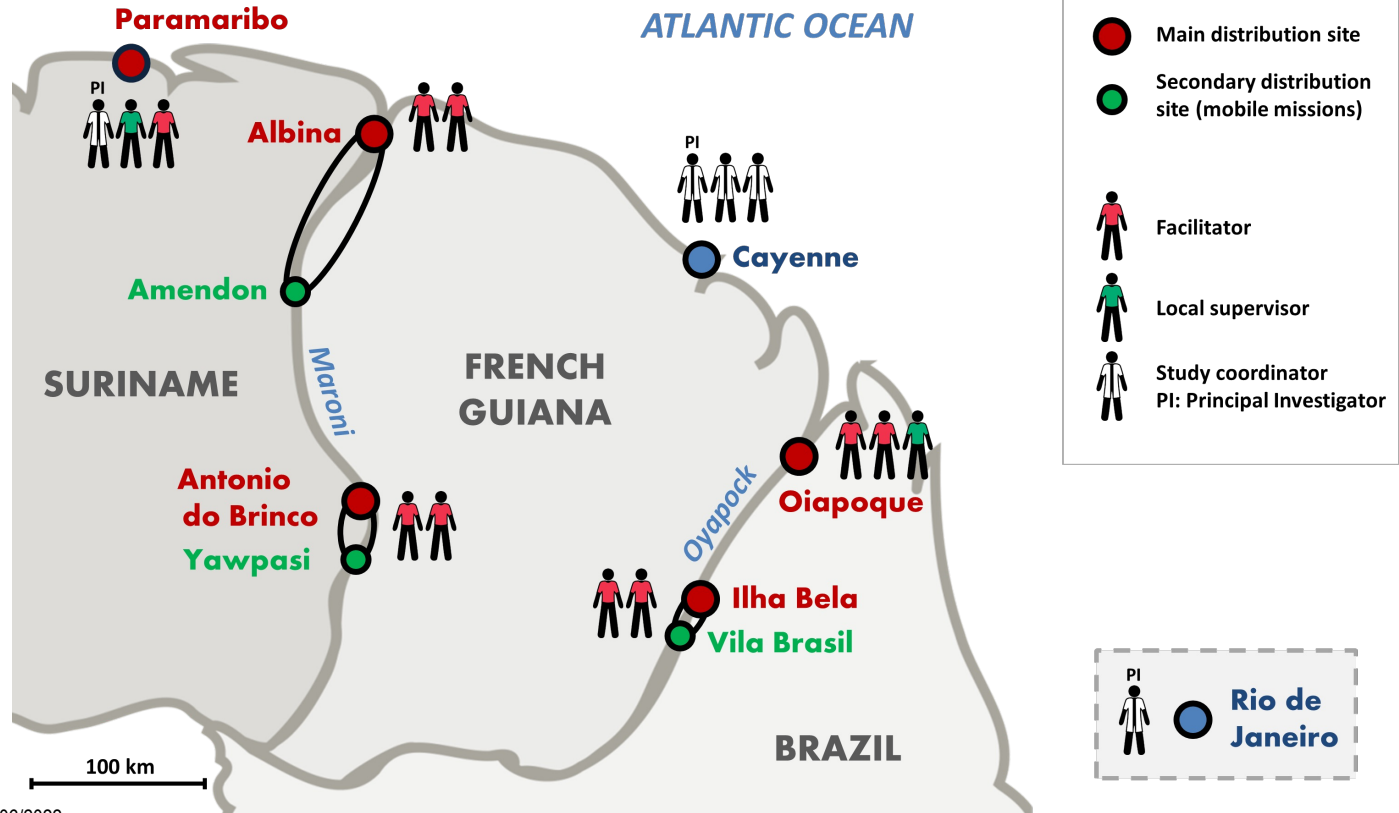 Paramaribo
ATLANTIC OCEAN
PI
Albina
PI
Cayenne
Amendon
SURINAME
Maroni
FRENCH
GUIANA
Antonio
do Brinco
Yawpasi
Oyapock
Oiapoque
Ilha Bela
Vila Brasil
BRAZIL
100 km
Main distribution site
Secondary distribution
site (mobile missions)
Facilitator
Local supervisor
Study coordinator
PI: Principal Investigator
PI
Rio de
Janeiro